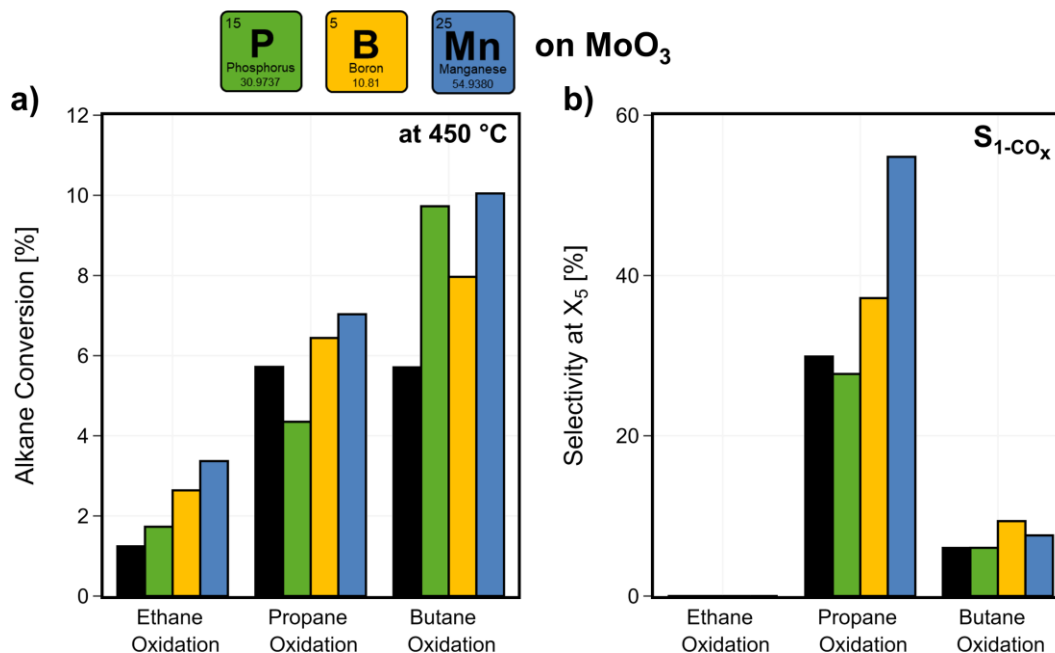 15
P
Phosphorus
30.9737
5
B
Boron
10.81
25
Mn
Manganese
54.9380
on MoO₃
a)
at 450 °C
Alkane Conversion [%]
12
10
8
6
4
2
0
Ethane Oxidation
Propane Oxidation
Butane Oxidation
b)
S₁₋COₓ
Selectivity at X₅ [%]
60
40
20
0
Ethane Oxidation
Propane Oxidation
Butane Oxidation